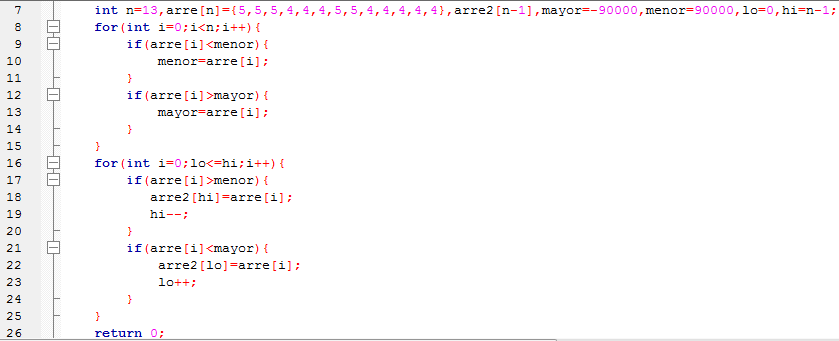 7 int n=13,arre[n]={5,5,5,4,4,4,5,5,4,4,4,4,4},arre2[n-1],mayor=-90000,menor=90000,lo=0,hi=n-1;
8 for(int i=0;i<n;i++){
9 if(arre[i]<menor){
10 menor=arre[i];
11 }
12 if(arre[i]>mayor){
13 mayor=arre[i];
14 }
15 }
16 for(int i=0;lo<=hi;i++){
17 if(arre[i]>menor){
18 arre2[hi]=arre[i];
19 hi--;
20 }
21 if(arre[i]<mayor){
22 arre2[lo]=arre[i];
23 lo++;
24 }
25 }
26 return 0;